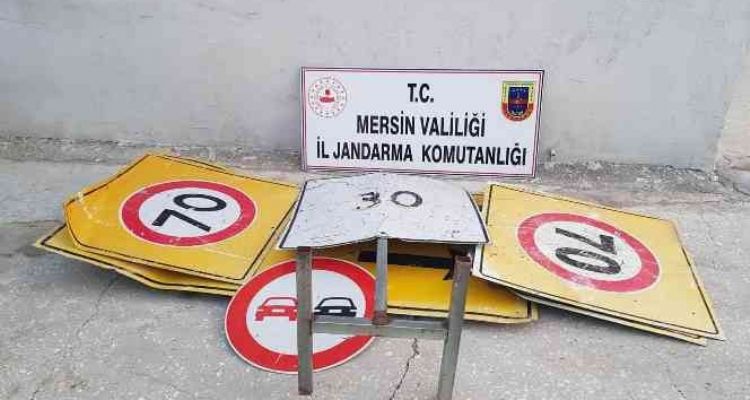 T.C.
MERSİN VALİLİĞİ
İL JANDARMA KOMUTANLIĞI
70
30
70